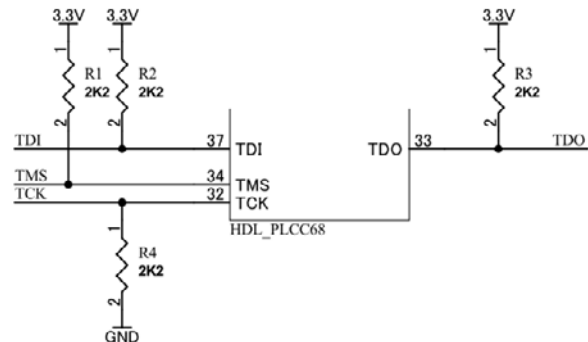 3.3V 3.3V 3.3V
1 1 1
R1 R2 R3
2K2 2K2 2K2
2 2 2
TDI 37 TDI TDO 33 TDO
TMS 34 TMS
TCK 32 TCK
HDL_PLCC68
1
R4
2K2
2
GND